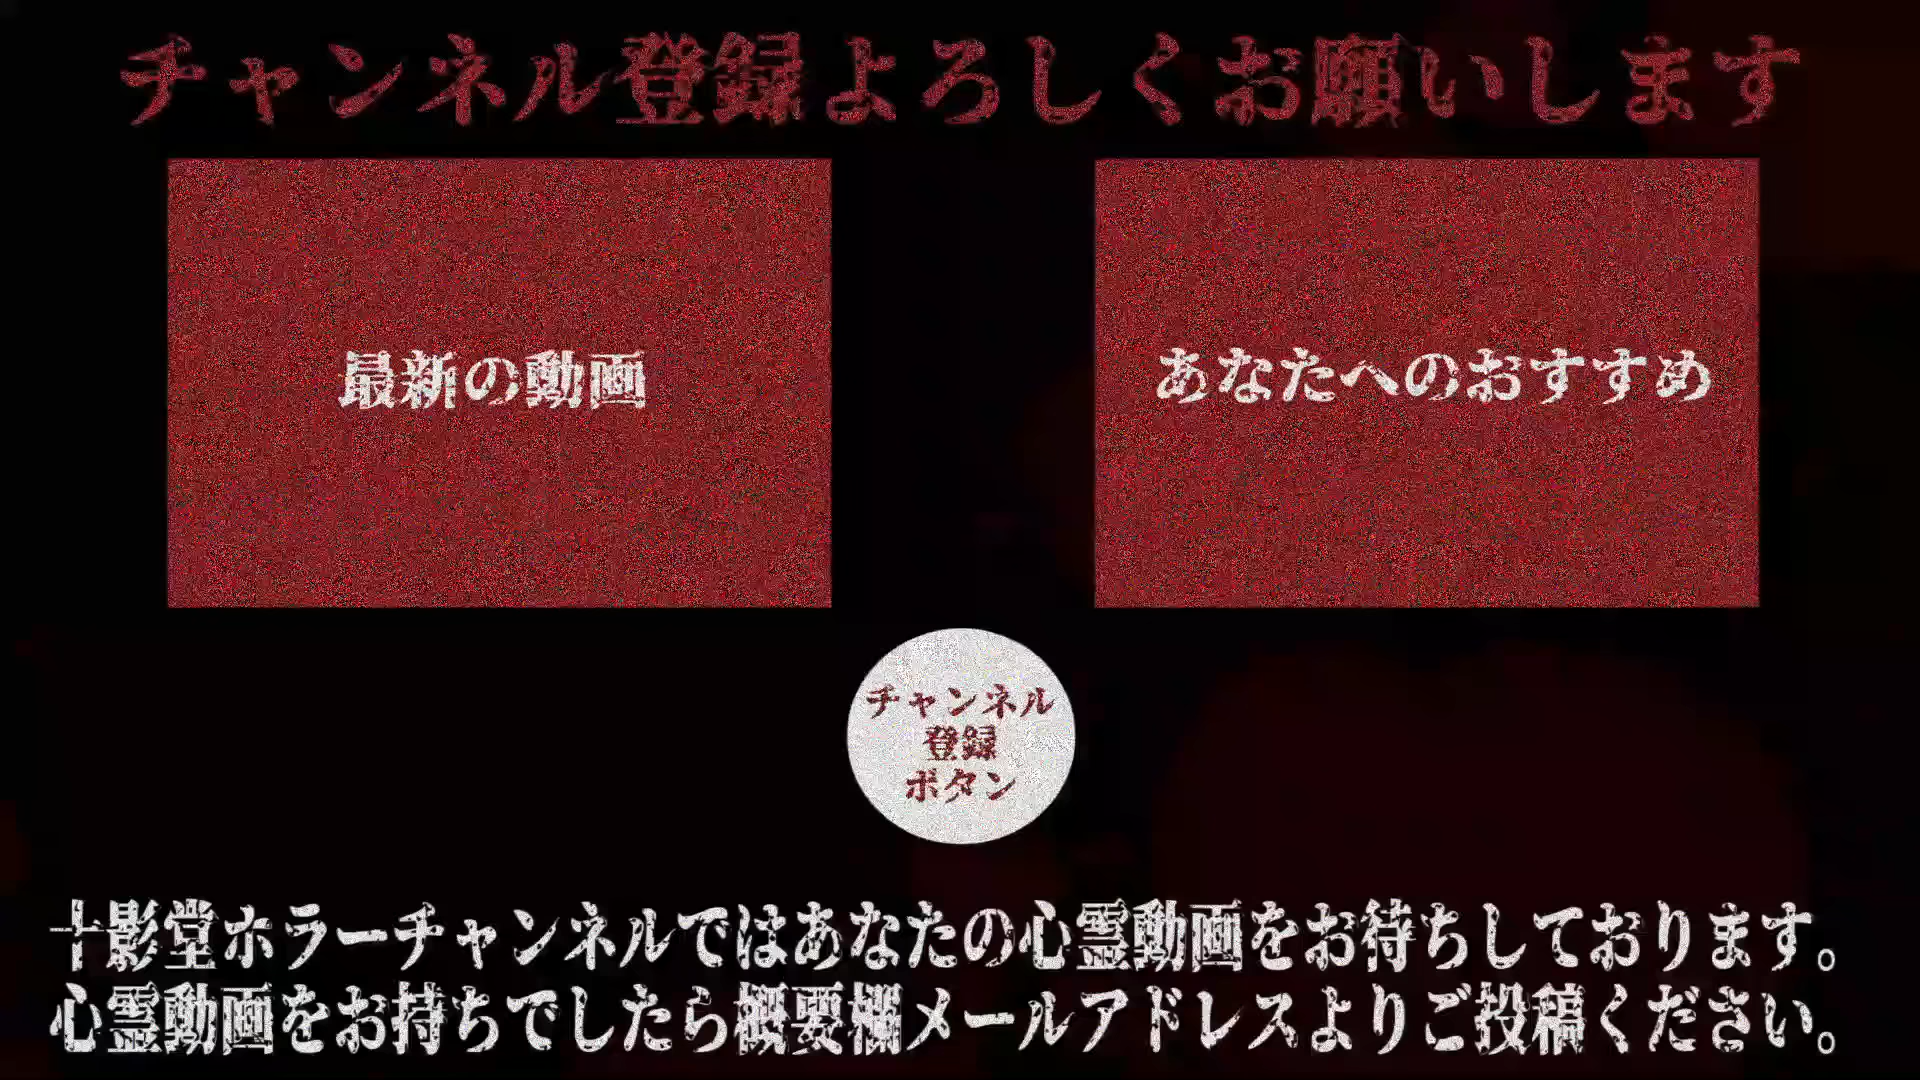 チャンネル登録よろしくお願いします
最新の動画
あなたへのおすすめ
チャンネル
登録
ボタン
十影堂ホラーチャンネルではあなたの心霊動画をお待ちしております。
心霊動画をお持ちでしたら概要欄メールアドレスよりご投稿ください。